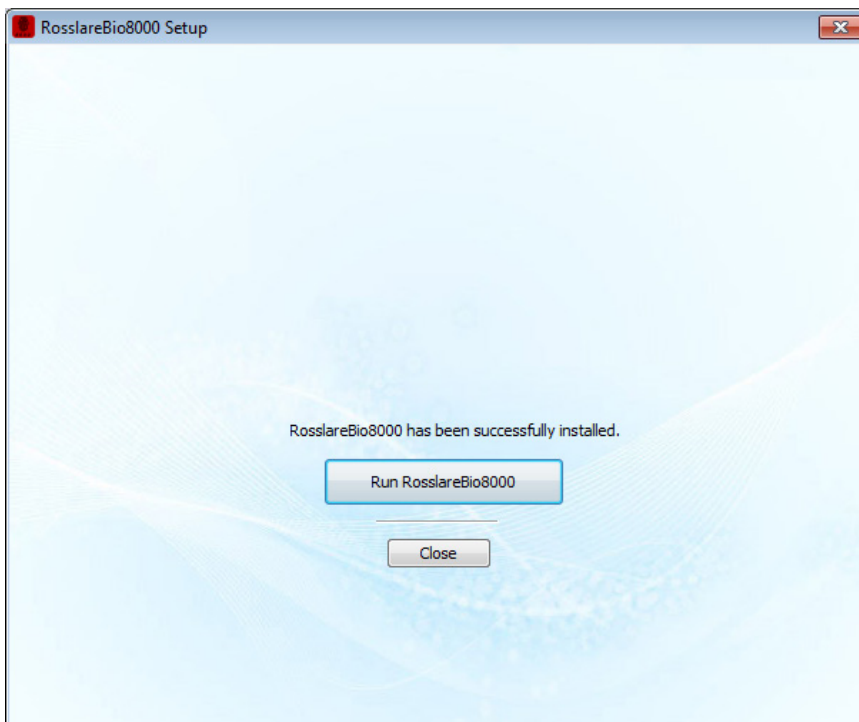 RosslareBio8000 Setup
RosslareBio8000 has been successfully installed.
Run RosslareBio8000
Close